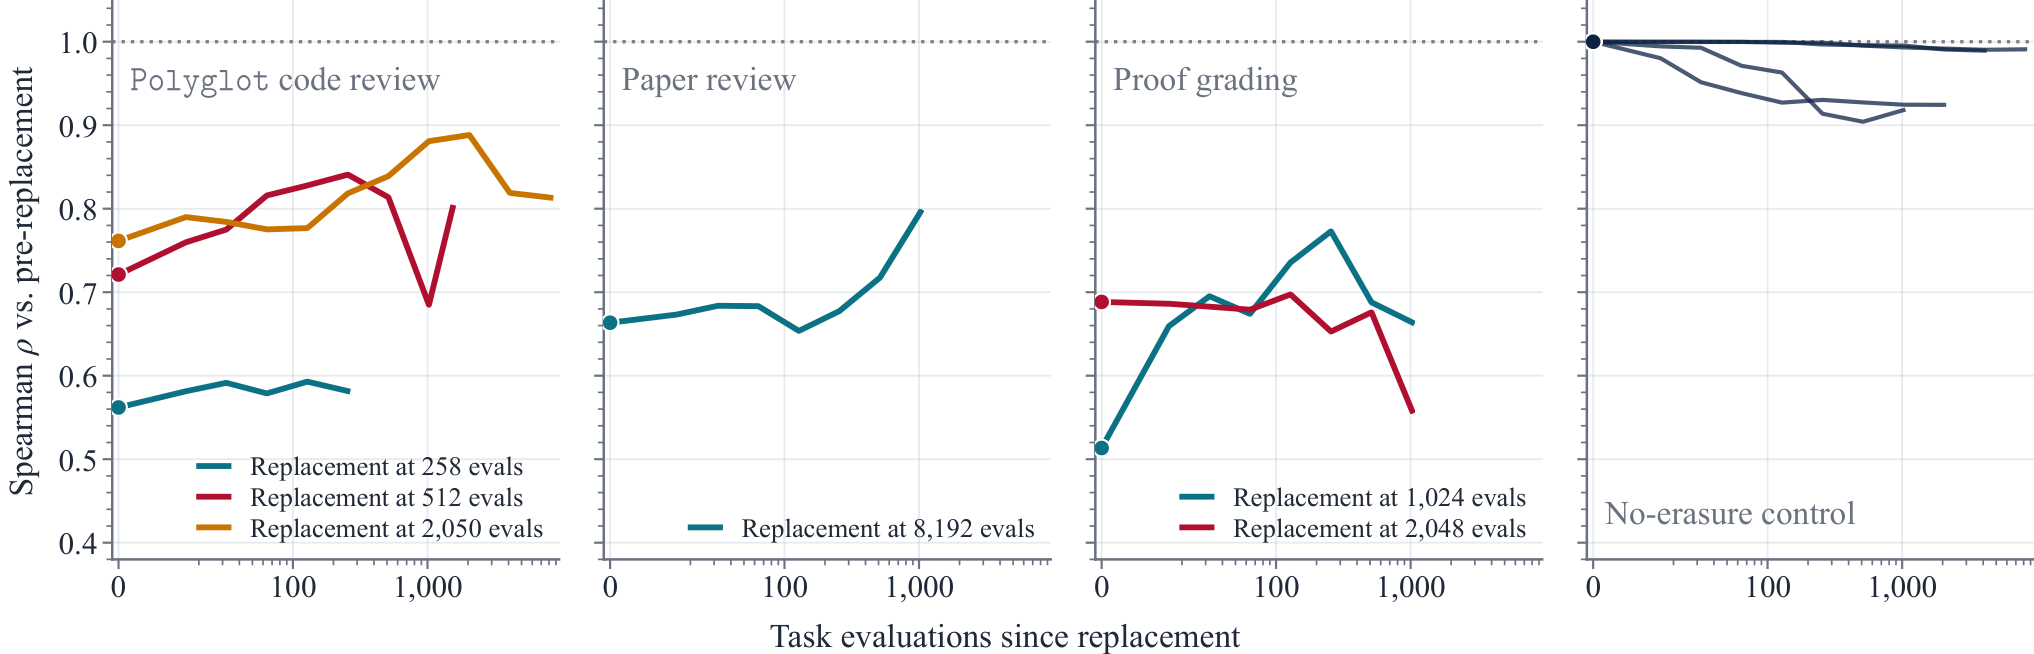 Spearman ρ vs. pre-replacement
1.0
0.9
0.8
0.7
0.6
0.5
0.4
Polyglot code review
Replacement at 258 evals
Replacement at 512 evals
Replacement at 2,050 evals
0 100 1,000
Paper review
Replacement at 8,192 evals
0 100 1,000
Proof grading
Replacement at 1,024 evals
Replacement at 2,048 evals
0 100 1,000
No-erasure control
0 100 1,000
Task evaluations since replacement